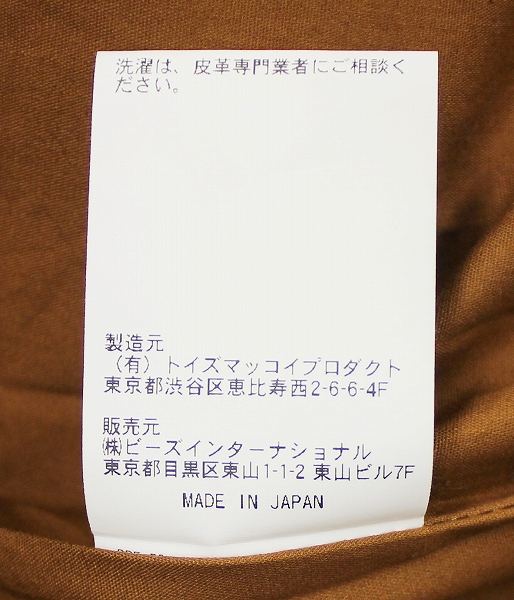 洗濯は、皮革専門業者にご相談く
ださい。
製造元
（有）トイズマッコイプロダクト
東京都渋谷区恵比寿西2-6-6-4F
販売元
㈱ビーズインターナショナル
東京都目黒区東山1-1-2 東山ビル7F
MADE IN JAPAN